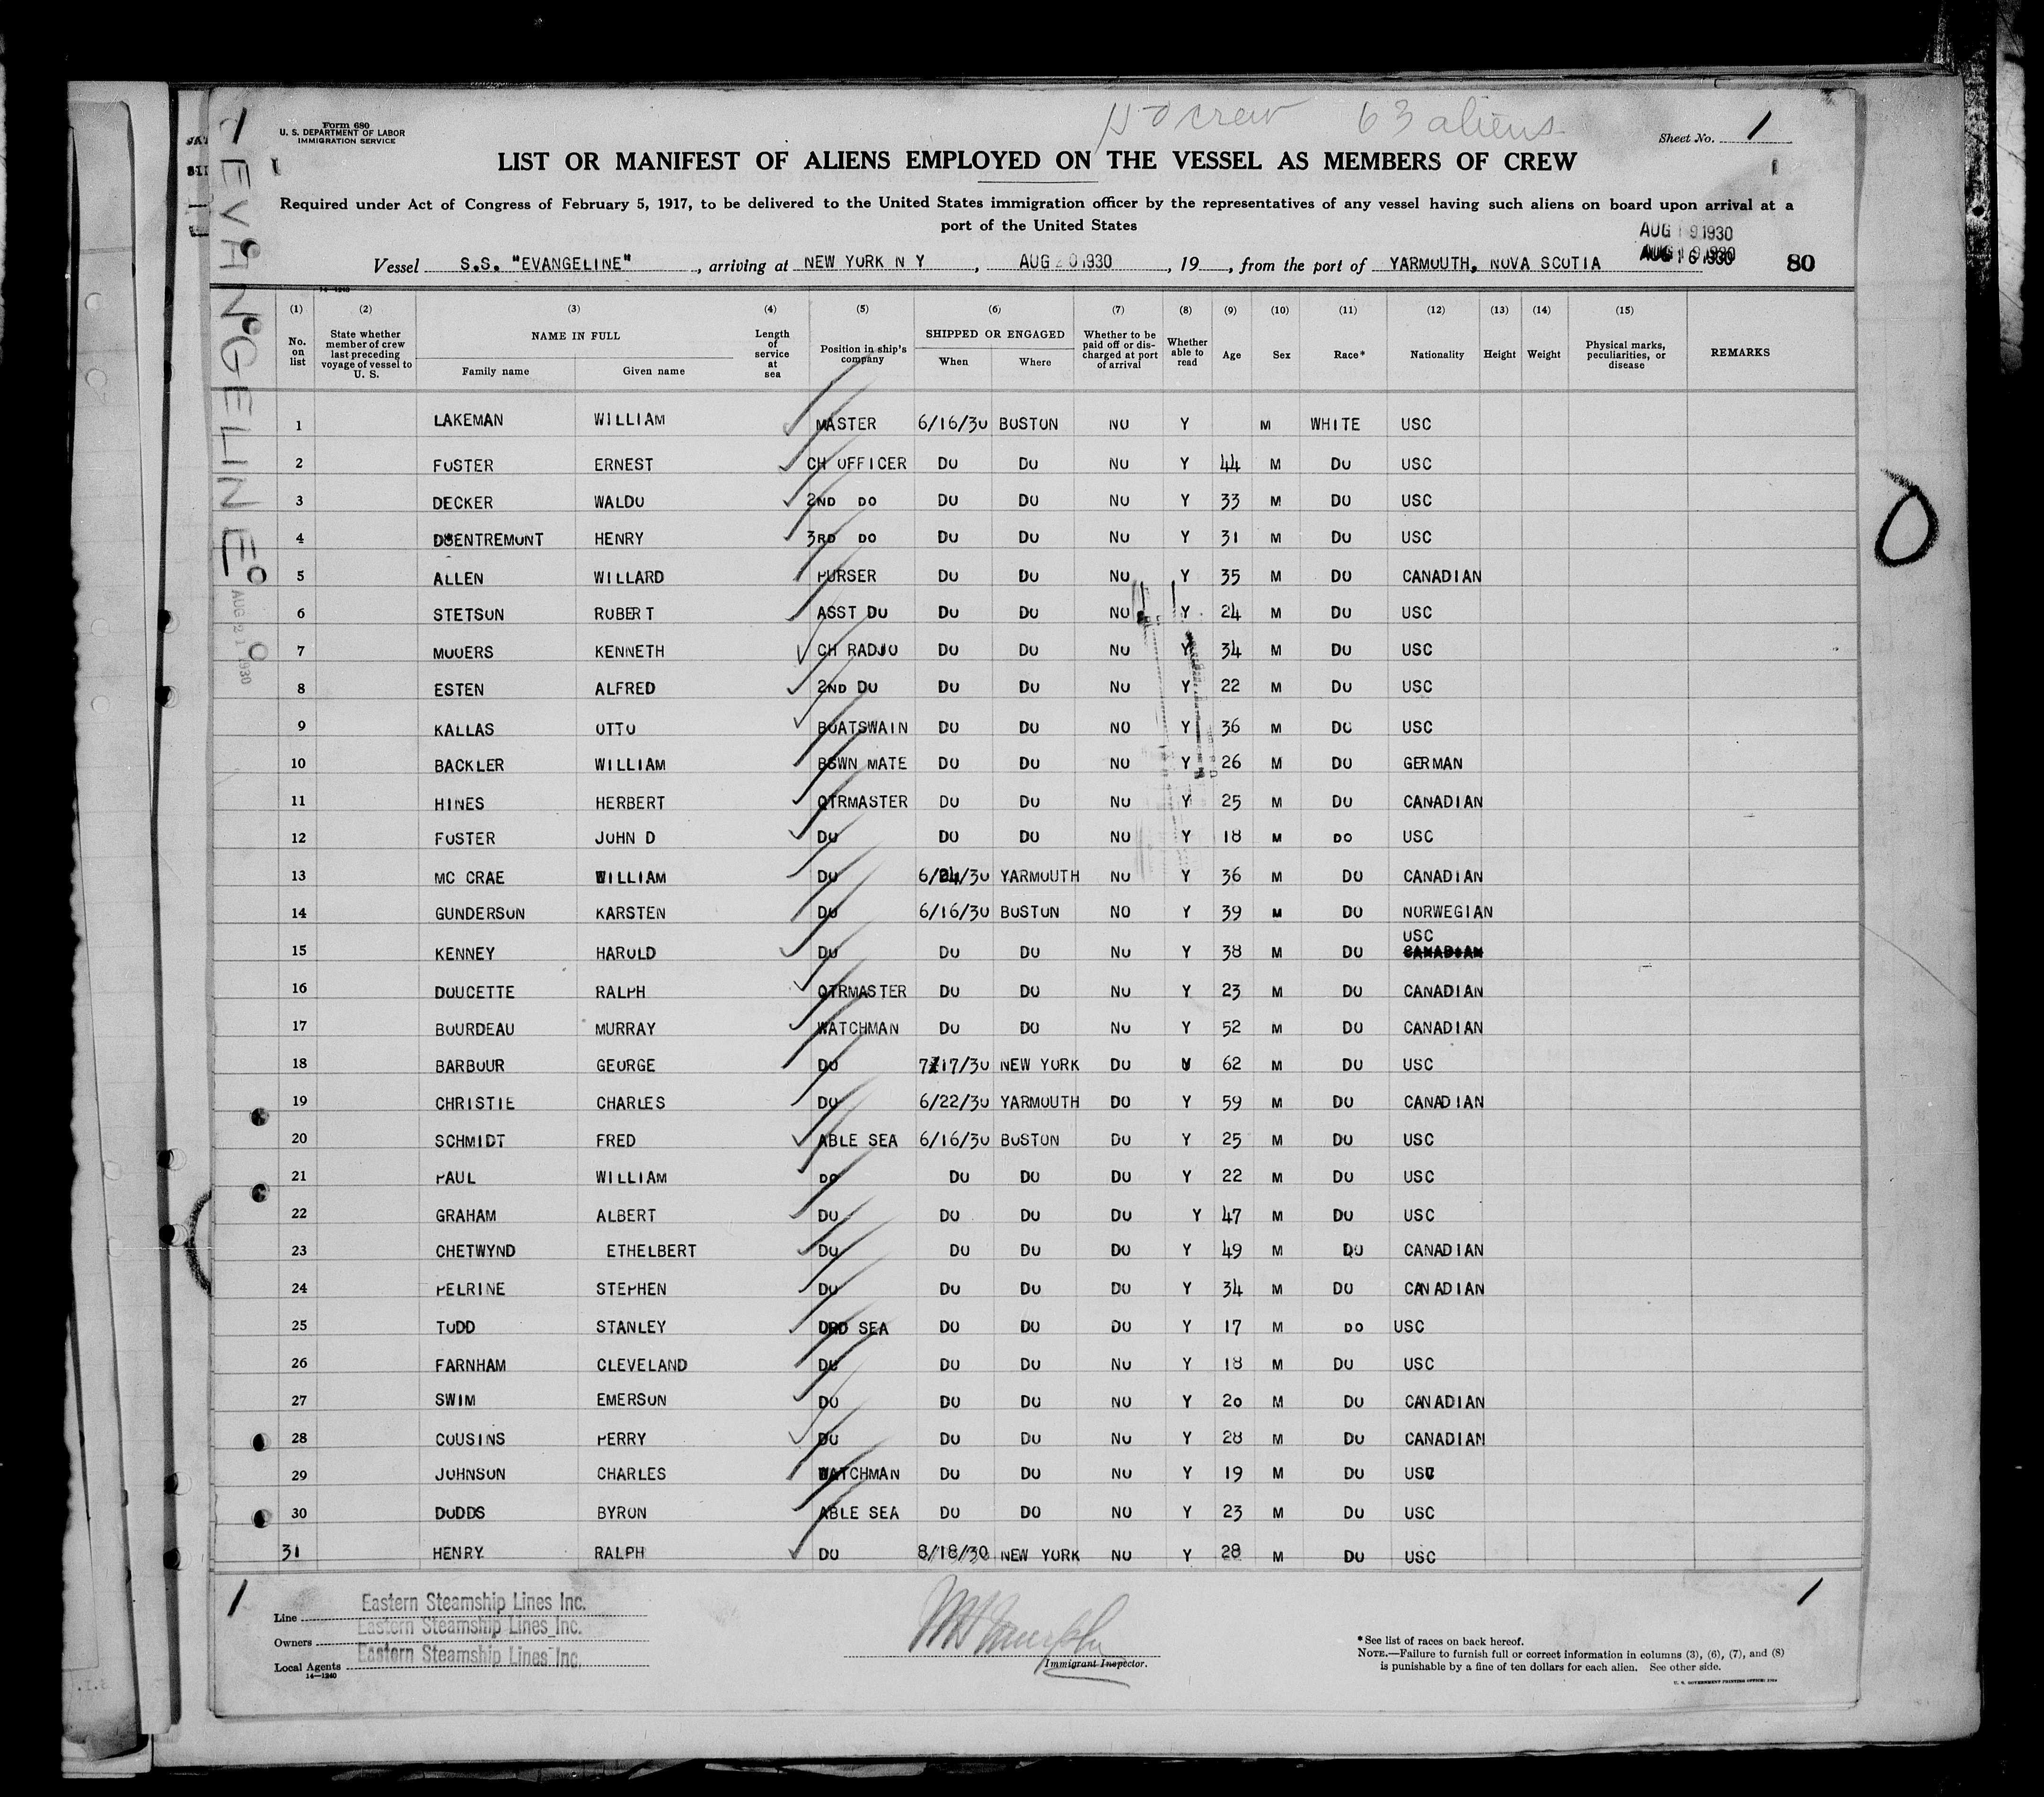 Form 680
U. S. DEPARTMENT OF LABOR
IMMIGRATION SERVICE
crew 63 aliens
Sheet No. 1
1
EVANGELINE
LIST OR MANIFEST OF ALIENS EMPLOYED ON THE VESSEL AS MEMBERS OF CREW
Required under Act of Congress of February 5, 1917, to be delivered to the United States immigration officer by the representatives of any vessel having such aliens on board upon arrival at a
port of the United States
AUG 19 1930
Vessel S.S. "EVANGELINE", arriving at NEW YORK N Y, AUG 20 1930, 19, from the port of YARMOUTH, NOVA SCOTIA 80
14-1240
(1) (2) (3) (4) (5) (6) (7) (8) (9) (10) (11) (12) (13) (14) (15)
No. on list State whether member of crew last preceding voyage of vessel to U. S. NAME IN FULL Family name Given name Length of service at sea Position in ship's company SHIPPED OR ENGAGED When Where Whether to be paid off or discharged at port of arrival Whether able to read Age Sex Race* Nationality Height Weight Physical marks, peculiarities, or disease REMARKS
1 LAKEMAN WILLIAM MASTER 6/16/30 BOSTON NO Y M WHITE USC
2 FOSTER ERNEST CH OFFICER DO DO NO Y 44 M DO USC
3 DECKER WALDO 2ND DO DO DO NO Y 33 M DO USC
4 D'ENTREMONT HENRY 3RD DO DO DO NO Y 31 M DO USC
5 ALLEN WILLARD PURSER DO DO NO Y 35 M DO CANADIAN
6 STETSON ROBERT ASST DO DO DO NO Y 24 M DO USC
7 MOOERS KENNETH CH RADIO DO DO NO Y 34 M DO USC
8 ESTEN ALFRED 2ND DO DO DO NO Y 22 M DO USC
9 KALLAS OTTO BOATSWAIN DO DO NO Y 36 M DO USC
10 BACKLER WILLIAM BSWN MATE DO DO NO Y 26 M DO GERMAN
11 HINES HERBERT QTRMASTER DO DO NO Y 25 M DO CANADIAN
12 FOSTER JOHN D DO DO DO NO Y 18 M DO USC
13 MC CRAE WILLIAM DO 6/24/30 YARMOUTH NO Y 36 M DO CANADIAN
14 GUNDERSON KARSTEN DO 6/16/30 BOSTON NO Y 39 M DO NORWEGIAN
15 KENNEY HAROLD DO DO DO NO Y 38 M DO USC CANADIAN
16 DOUCETTE RALPH QTRMASTER DO DO NO Y 23 M DO CANADIAN
17 BOURDEAU MURRAY WATCHMAN DO DO NO Y 52 M DO CANADIAN
18 BARBOUR GEORGE DO 7/17/30 NEW YORK DO Y 62 M DO USC
19 CHRISTIE CHARLES DO 6/22/30 YARMOUTH DO Y 59 M DO CANADIAN
20 SCHMIDT FRED ABLE SEA 6/16/30 BOSTON DO Y 25 M DO USC
21 PAUL WILLIAM DO DO DO DO Y 22 M DO USC
22 GRAHAM ALBERT DO DO DO DO Y 47 M DO USC
23 CHETWYND ETHELBERT DO DO DO DO Y 49 M DO CANADIAN
24 PELRINE STEPHEN DO DO DO DO Y 34 M DO CANADIAN
25 TODD STANLEY ORD SEA DO DO DO Y 17 M DO USC
26 FARNHAM CLEVELAND DO DO DO NO Y 18 M DO USC
27 SWIM EMERSON DO DO DO NO Y 20 M DO CANADIAN
28 COUSINS PERRY DO DO DO NO Y 28 M DO CANADIAN
29 JOHNSON CHARLES WATCHMAN DO DO NO Y 19 M DO USC
30 DODDS BYRON ABLE SEA DO DO NO Y 23 M DO USC
31 HENRY RALPH DO 8/18/30 NEW YORK NO Y 28 M DO USC
1
1
Line Eastern Steamship Lines Inc.
Owners Eastern Steamship Lines Inc.
Local Agents Eastern Steamship Lines Inc.
14-1240
Immigrant Inspector.
*See list of races on back hereof.
NOTE.—Failure to furnish full or correct information in columns (3), (6), (7), and (8)
is punishable by a fine of ten dollars for each alien. See other side.